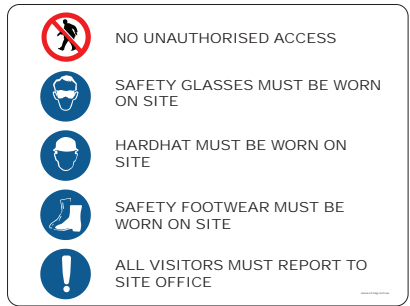 NO UNAUTHORISED ACCESS
SAFETY GLASSES MUST BE WORN
ON SITE
HARDHAT MUST BE WORN ON
SITE
SAFETY FOOTWEAR MUST BE
WORN ON SITE
ALL VISITORS MUST REPORT TO
SITE OFFICE